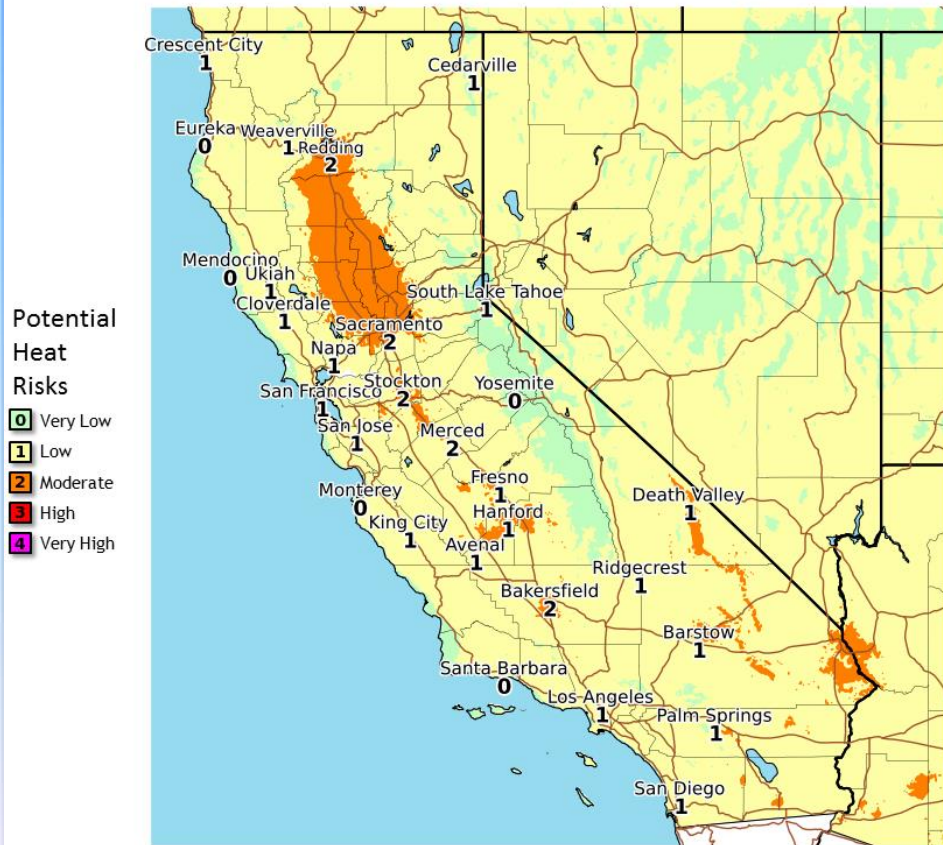 Crescent City
1
Cedarville
1
Eureka
0
Weaverville
1
Redding
2
Mendocino
0
Ukiah
1
Cloverdale
1
South Lake Tahoe
1
Sacramento
2
Napa
1
San Francisco
1
Stockton
2
Yosemite
0
San Jose
1
Merced
2
Monterey
0
Fresno
1
Death Valley
1
King City
1
Hanford
1
Avenal
1
Ridgecrest
1
Bakersfield
2
Barstow
1
Santa Barbara
0
Los Angeles
1
Palm Springs
1
San Diego
1
Potential
Heat
Risks
0 Very Low
1 Low
2 Moderate
3 High
4 Very High